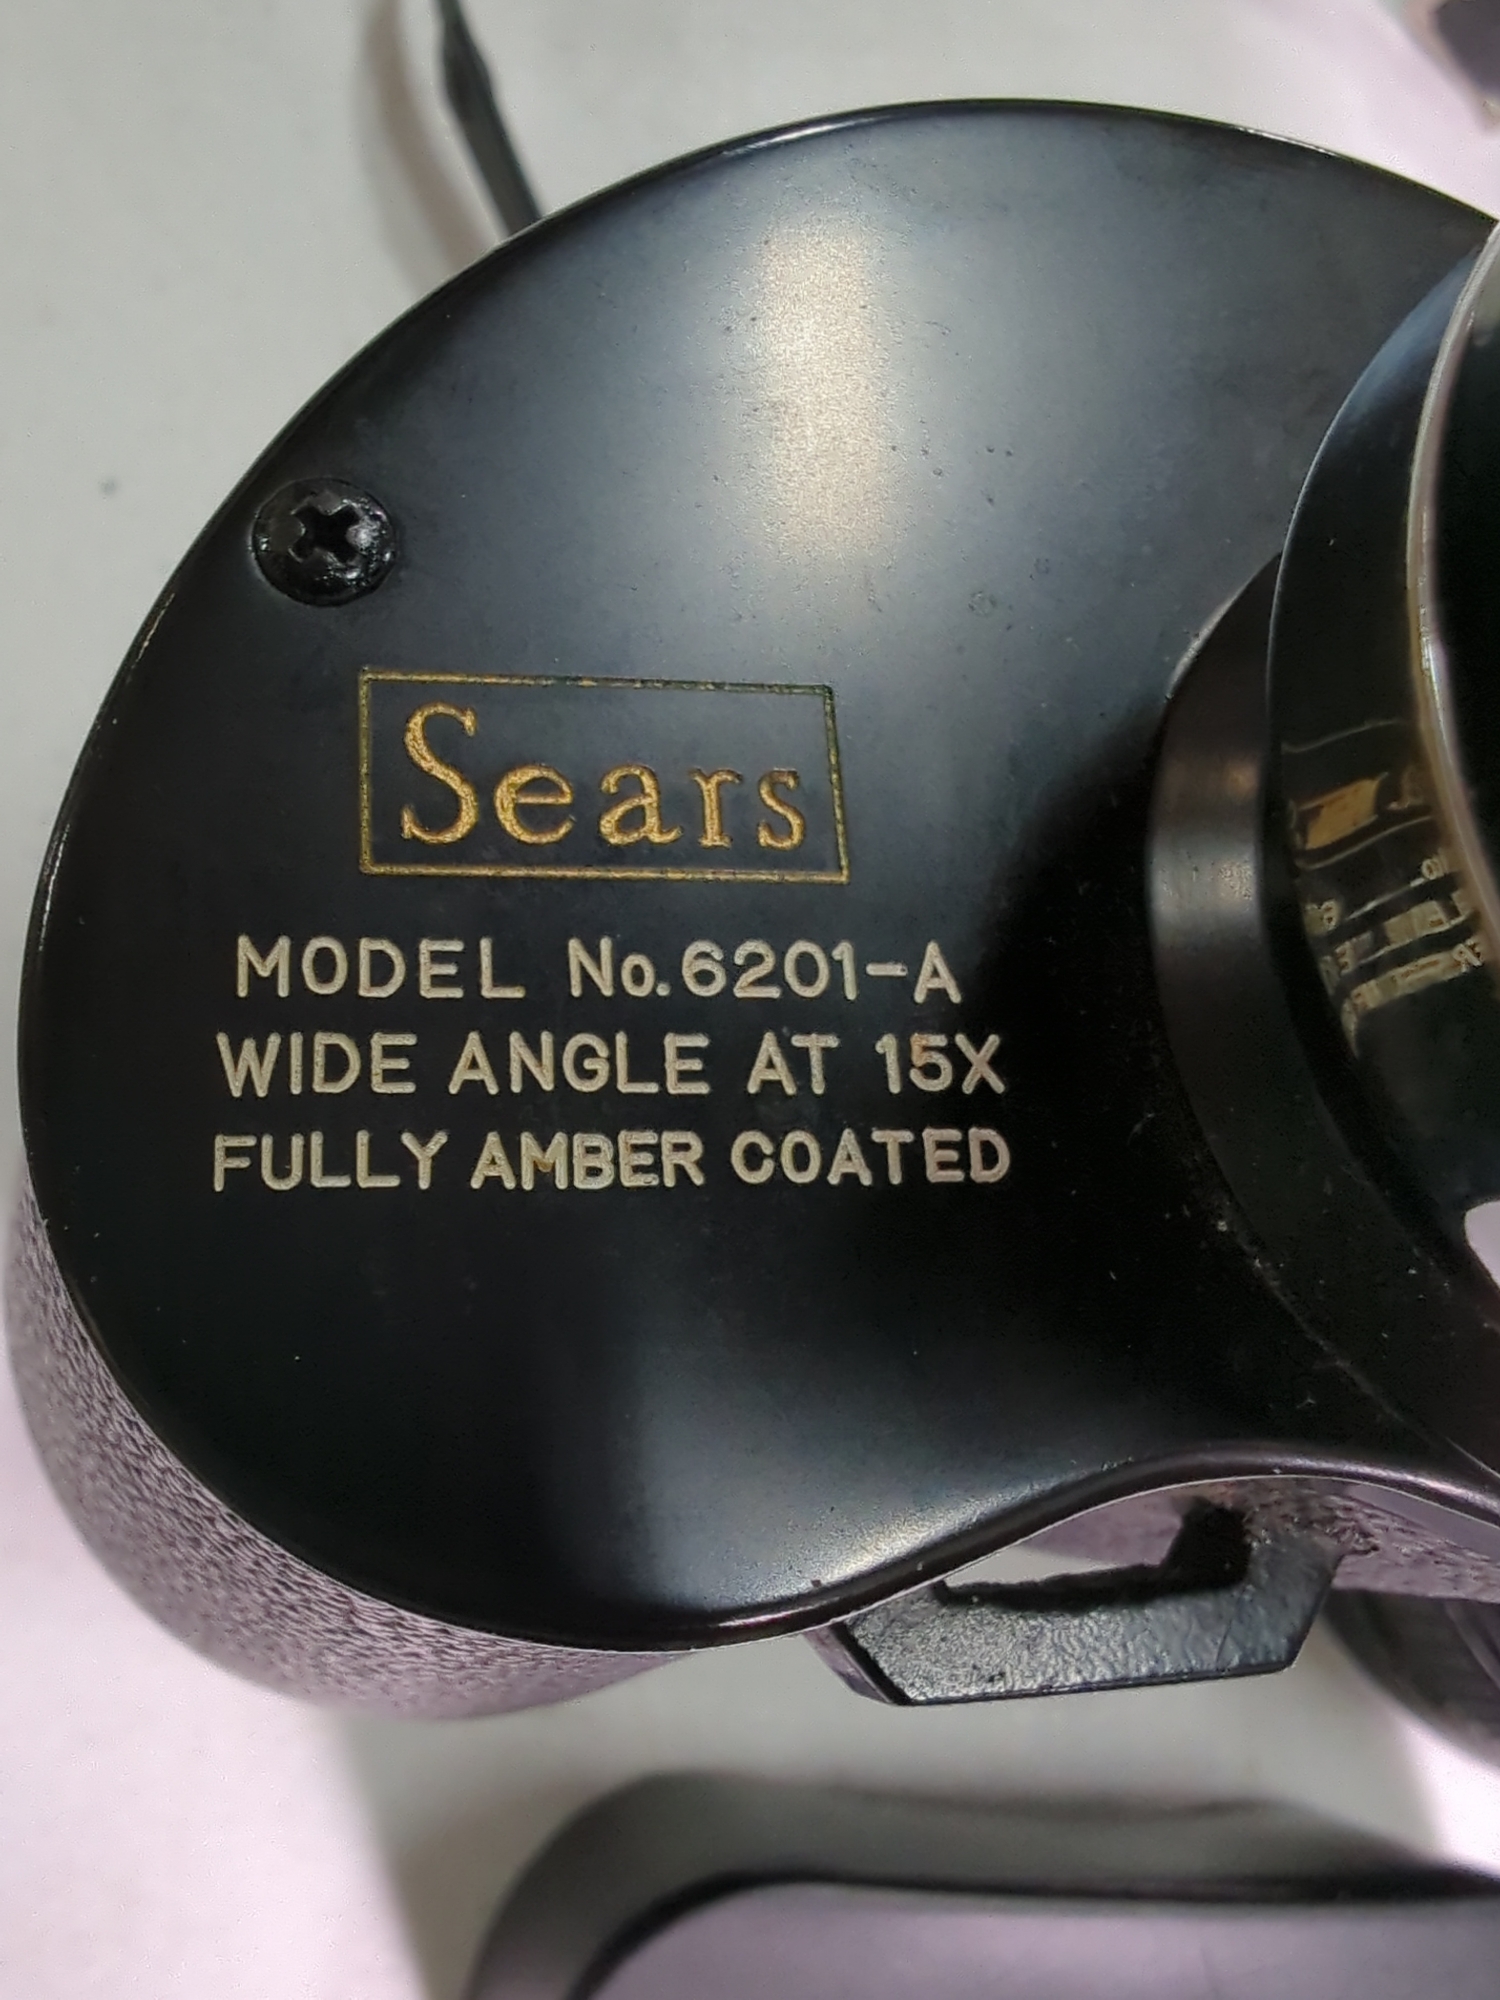 Sears
MODEL No.6201-A
WIDE ANGLE AT 15X
FULLY AMBER COATED